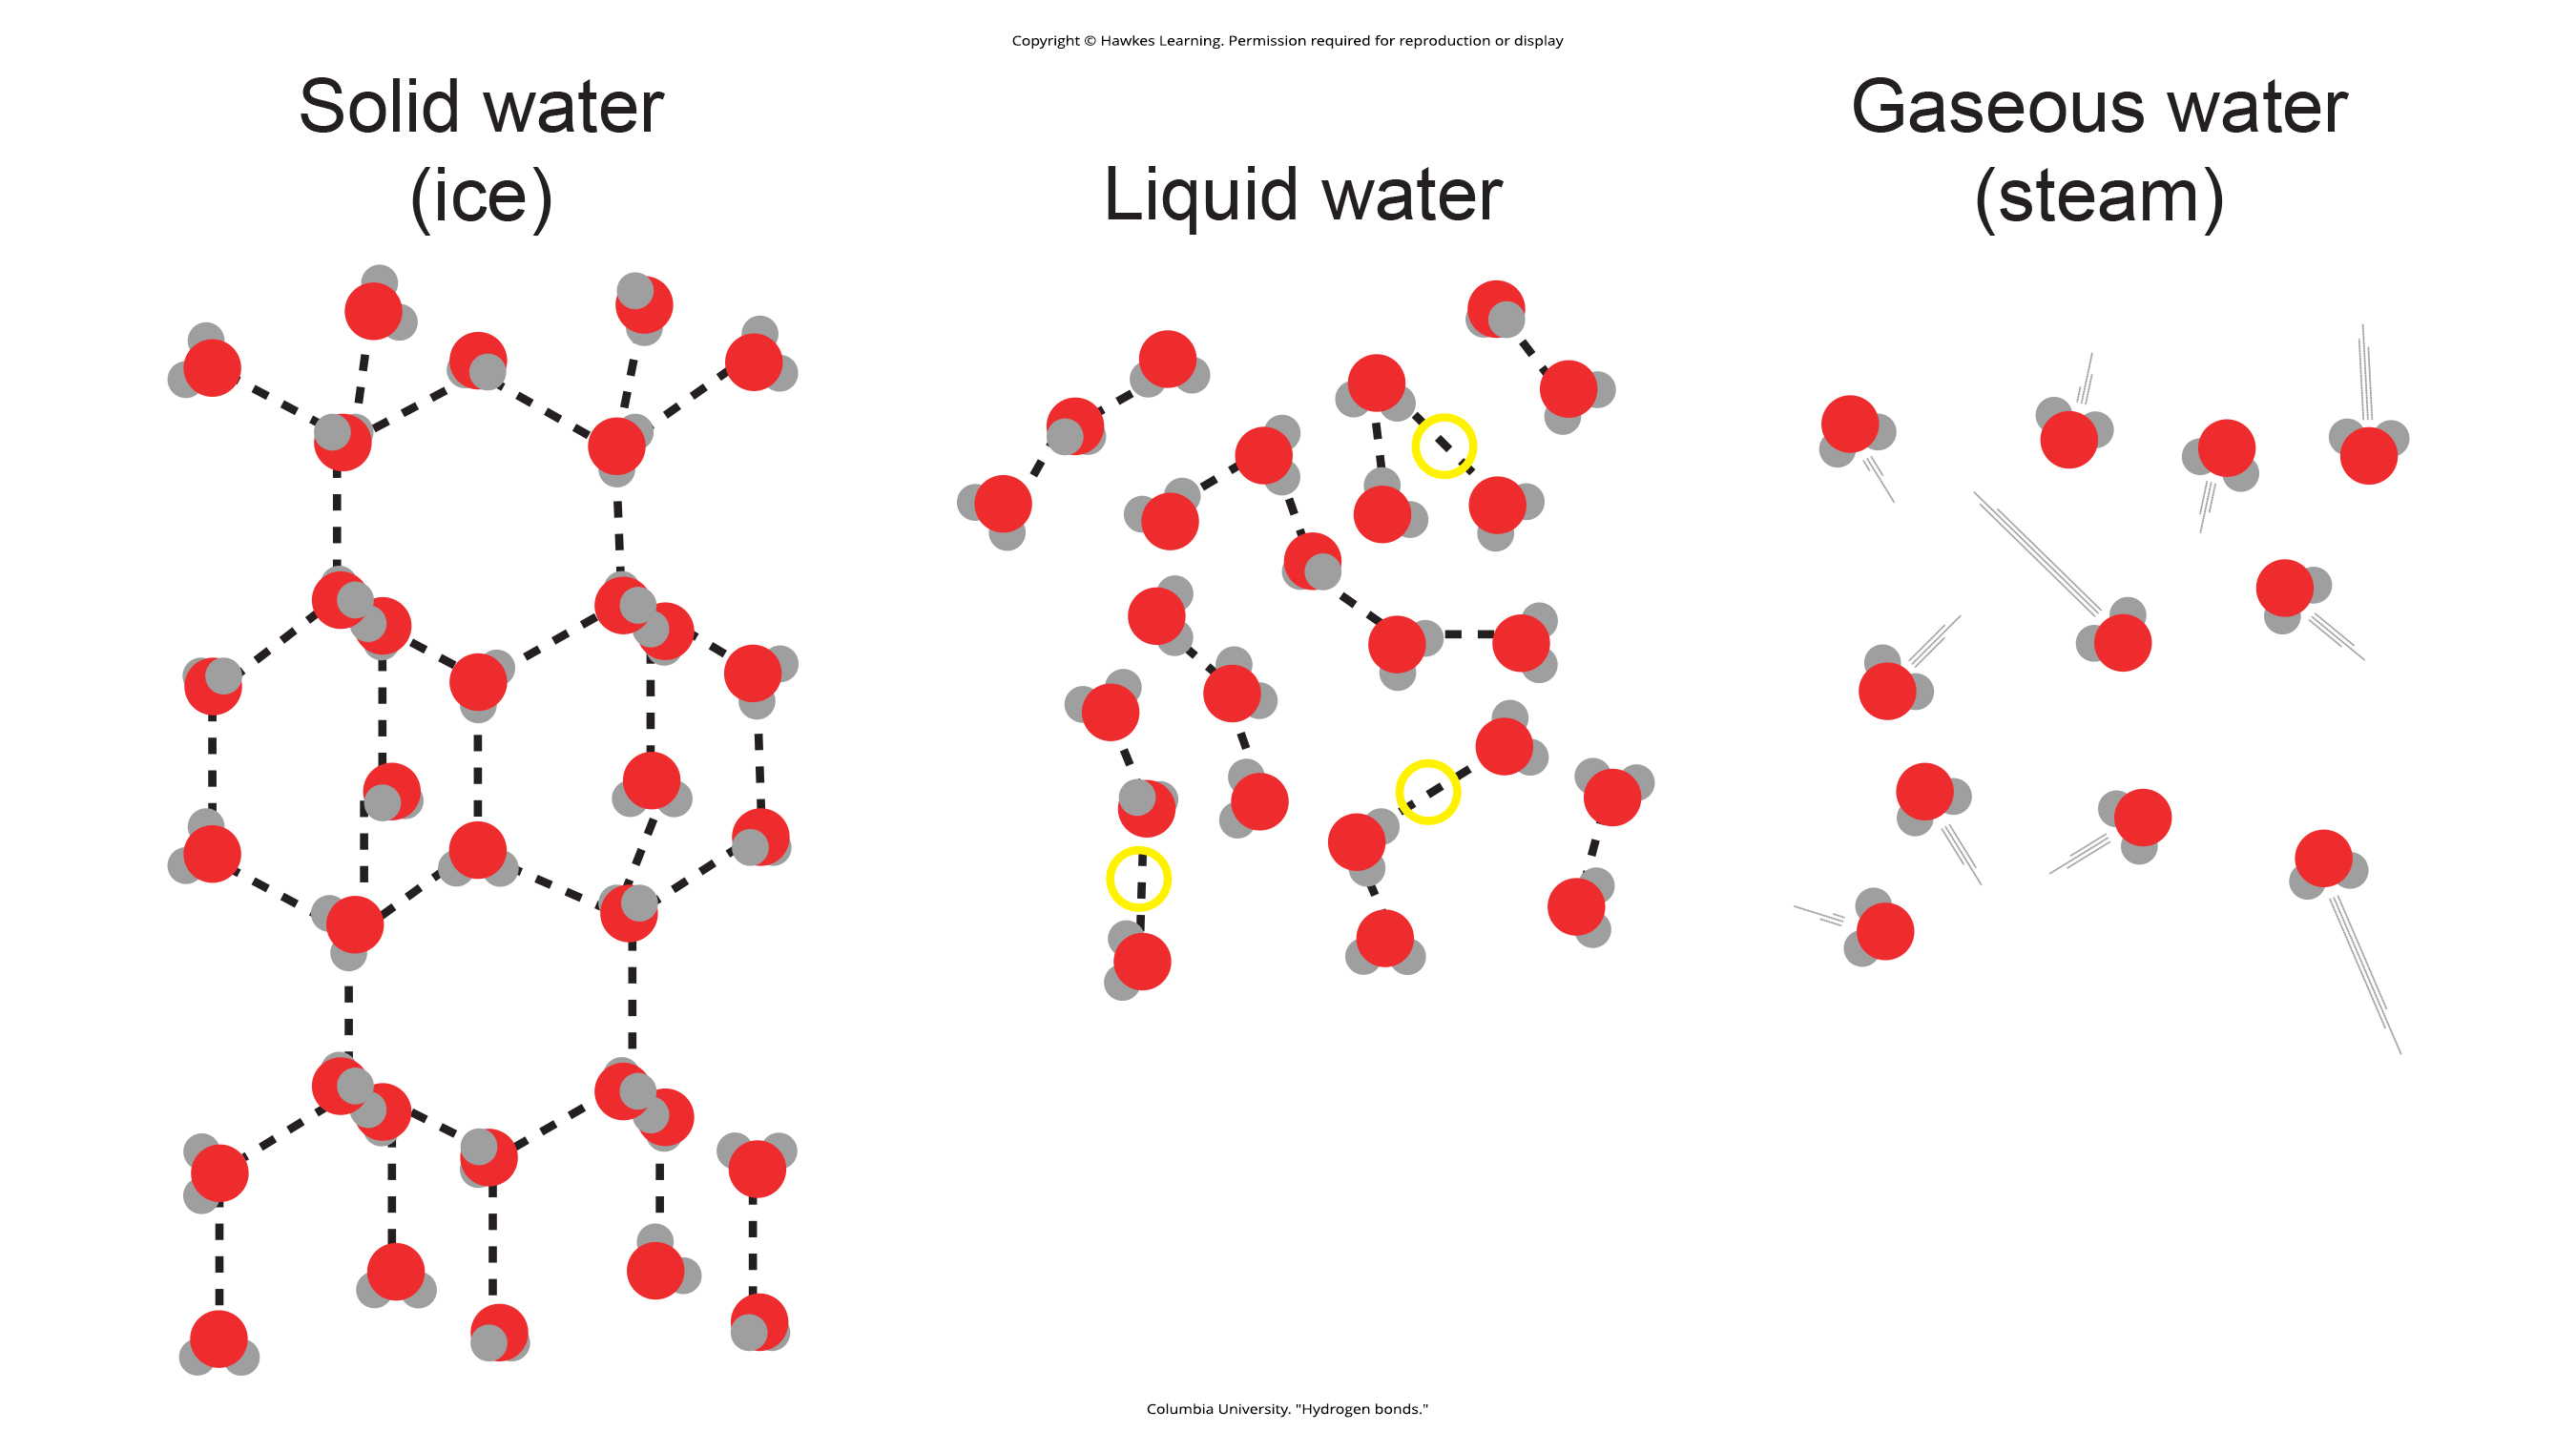 Copyright © Hawkes Learning. Permission required for reproduction or display
Solid water
(ice)
Liquid water
Gaseous water
(steam)
Columbia University. "Hydrogen bonds."